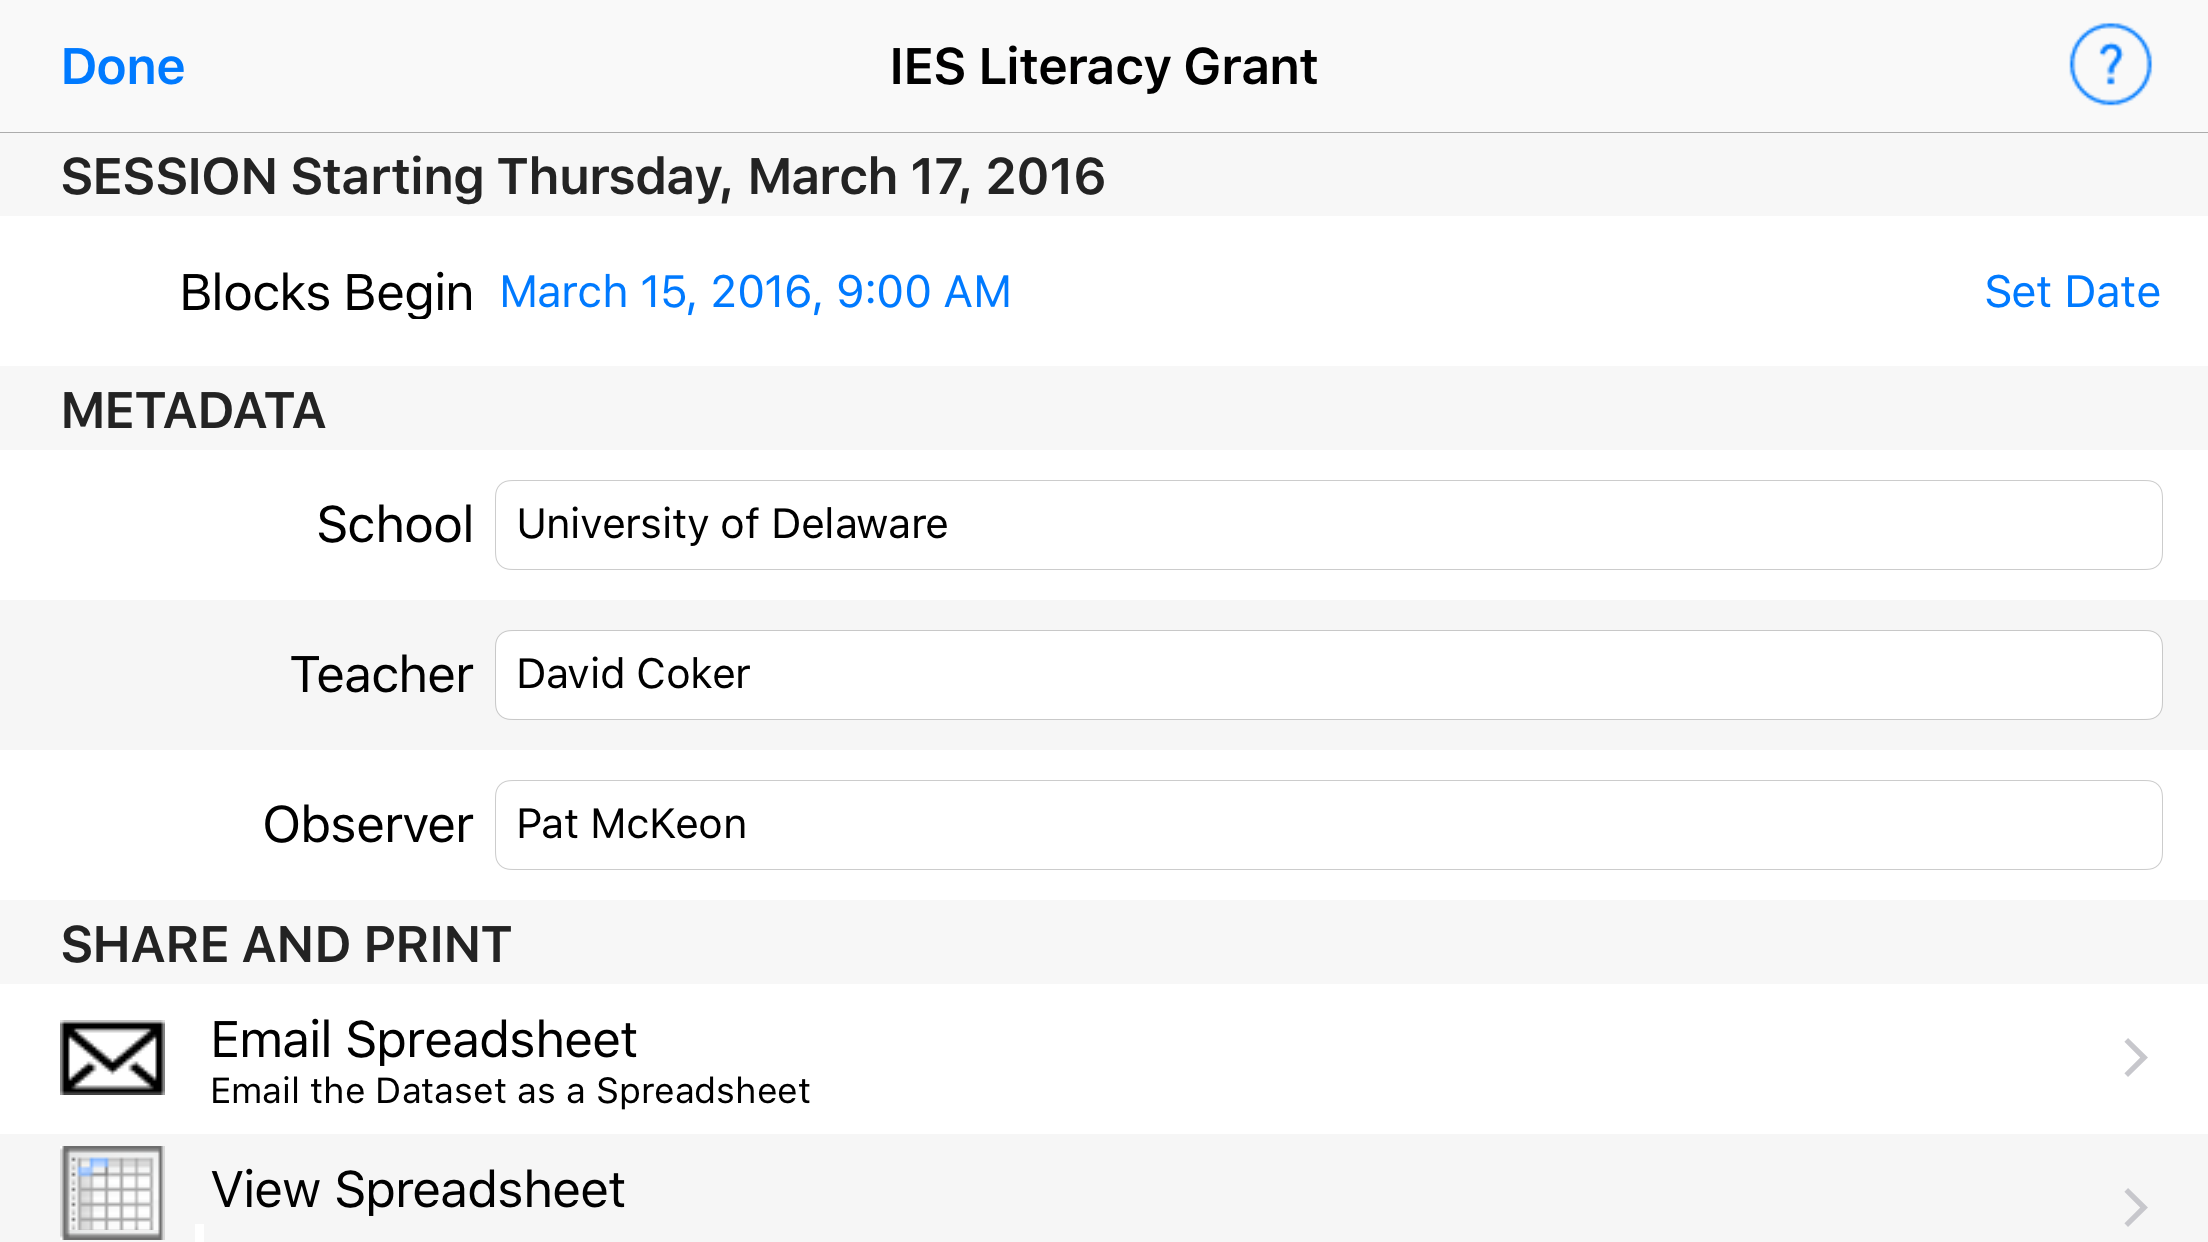 Done
IES Literacy Grant
?
SESSION Starting Thursday, March 17, 2016
Blocks Begin March 15, 2016, 9:00 AM Set Date
METADATA
School University of Delaware
Teacher David Coker
Observer Pat McKeon
SHARE AND PRINT
Email Spreadsheet
Email the Dataset as a Spreadsheet
View Spreadsheet